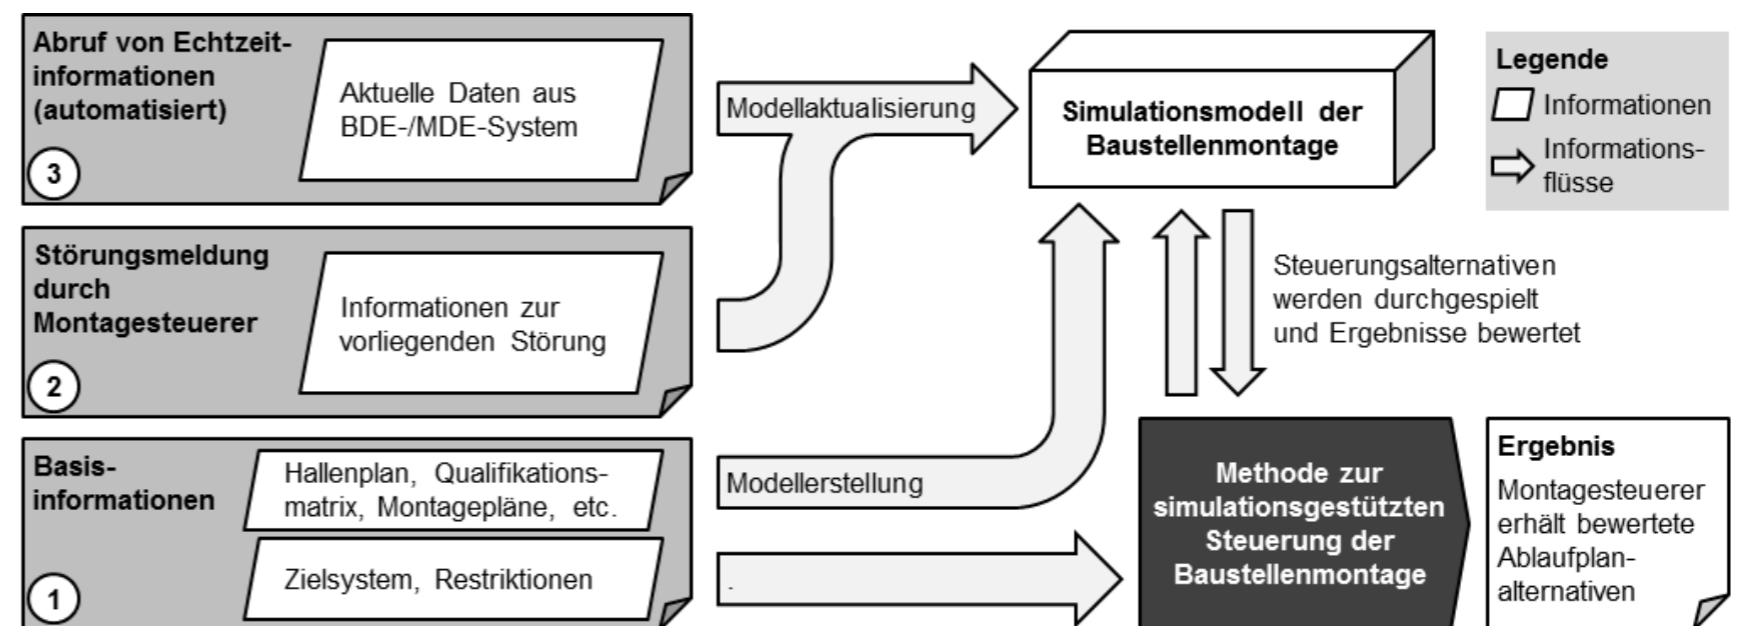 Abruf von Echtzeit-
informationen
(automatisiert)
3
Aktuelle Daten aus
BDE-/MDE-System
Störungsmeldung
durch
Montagesteuerer
2
Informationen zur
vorliegenden Störung
Basis-
informationen
1
Hallenplan, Qualifikations-
matrix, Montagepläne, etc.
Zielsystem, Restriktionen
Modellaktualisierung
Modellerstellung
.
Simulationsmodell der
Baustellenmontage
Steuerungsalternativen
werden durchgespielt
und Ergebnisse bewertet
Methode zur
simulationsgestützten
Steuerung der
Baustellenmontage
Legende
Informationen
Informations-
flüsse
Ergebnis
Montagesteuerer
erhält bewertete
Ablaufplan-
alternativen